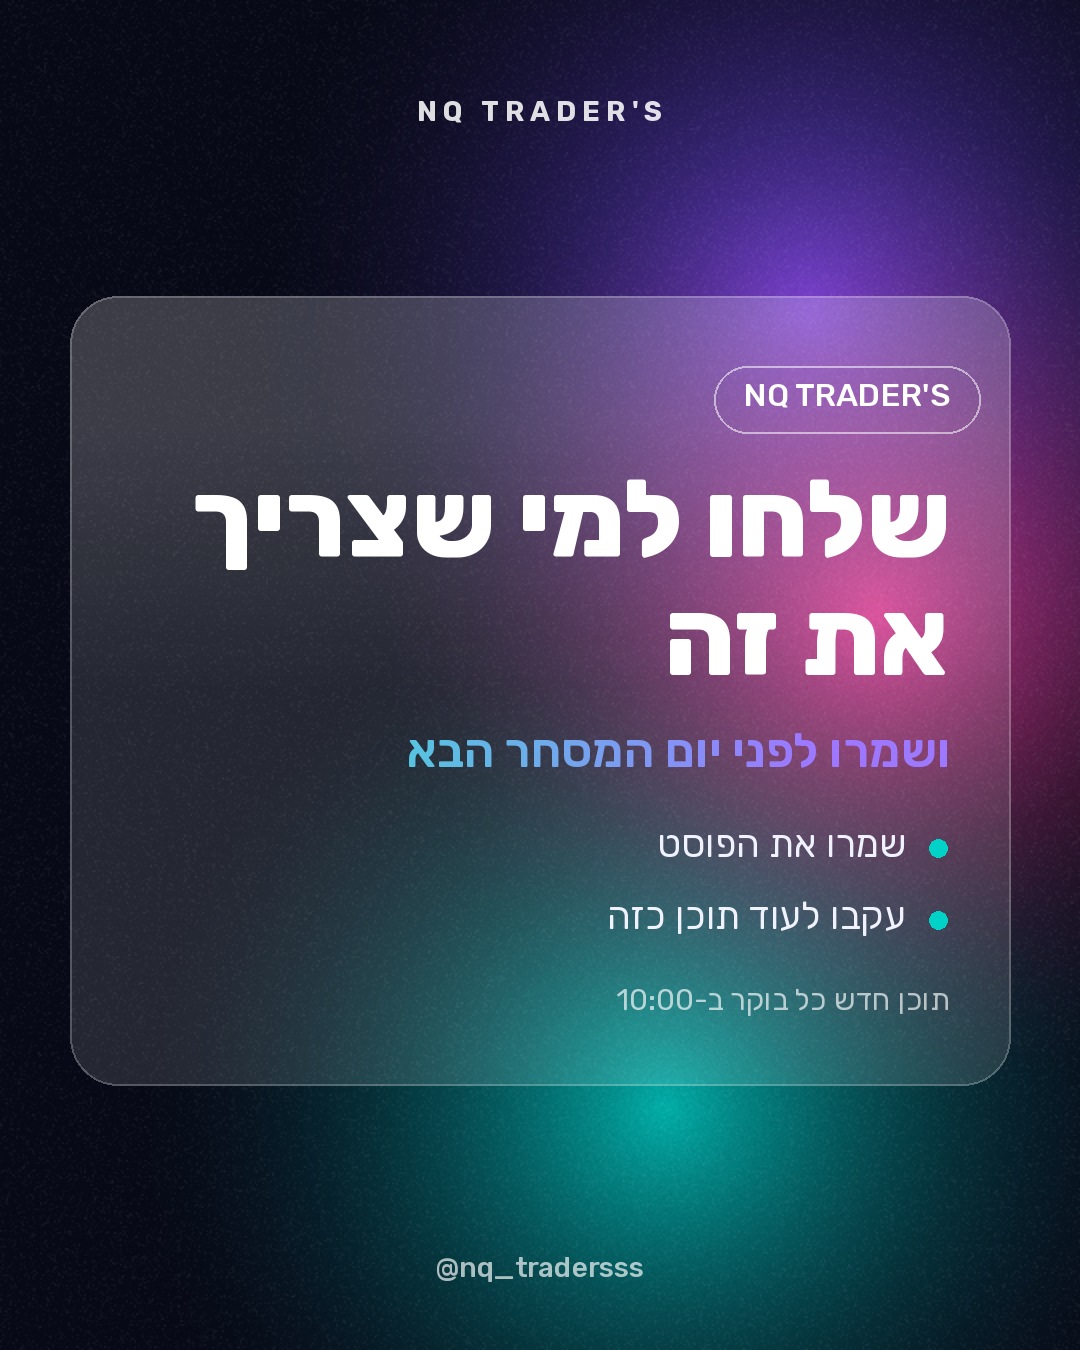 NQ TRADER'S
NQ TRADER'S
שלחו למי שצריך
את זה
ושמרו לפני יום המסחר הבא
שמרו את הפוסט
עקבו לעוד תוכן כזה
תוכן חדש כל בוקר ב-10:00
@nq_tradersss